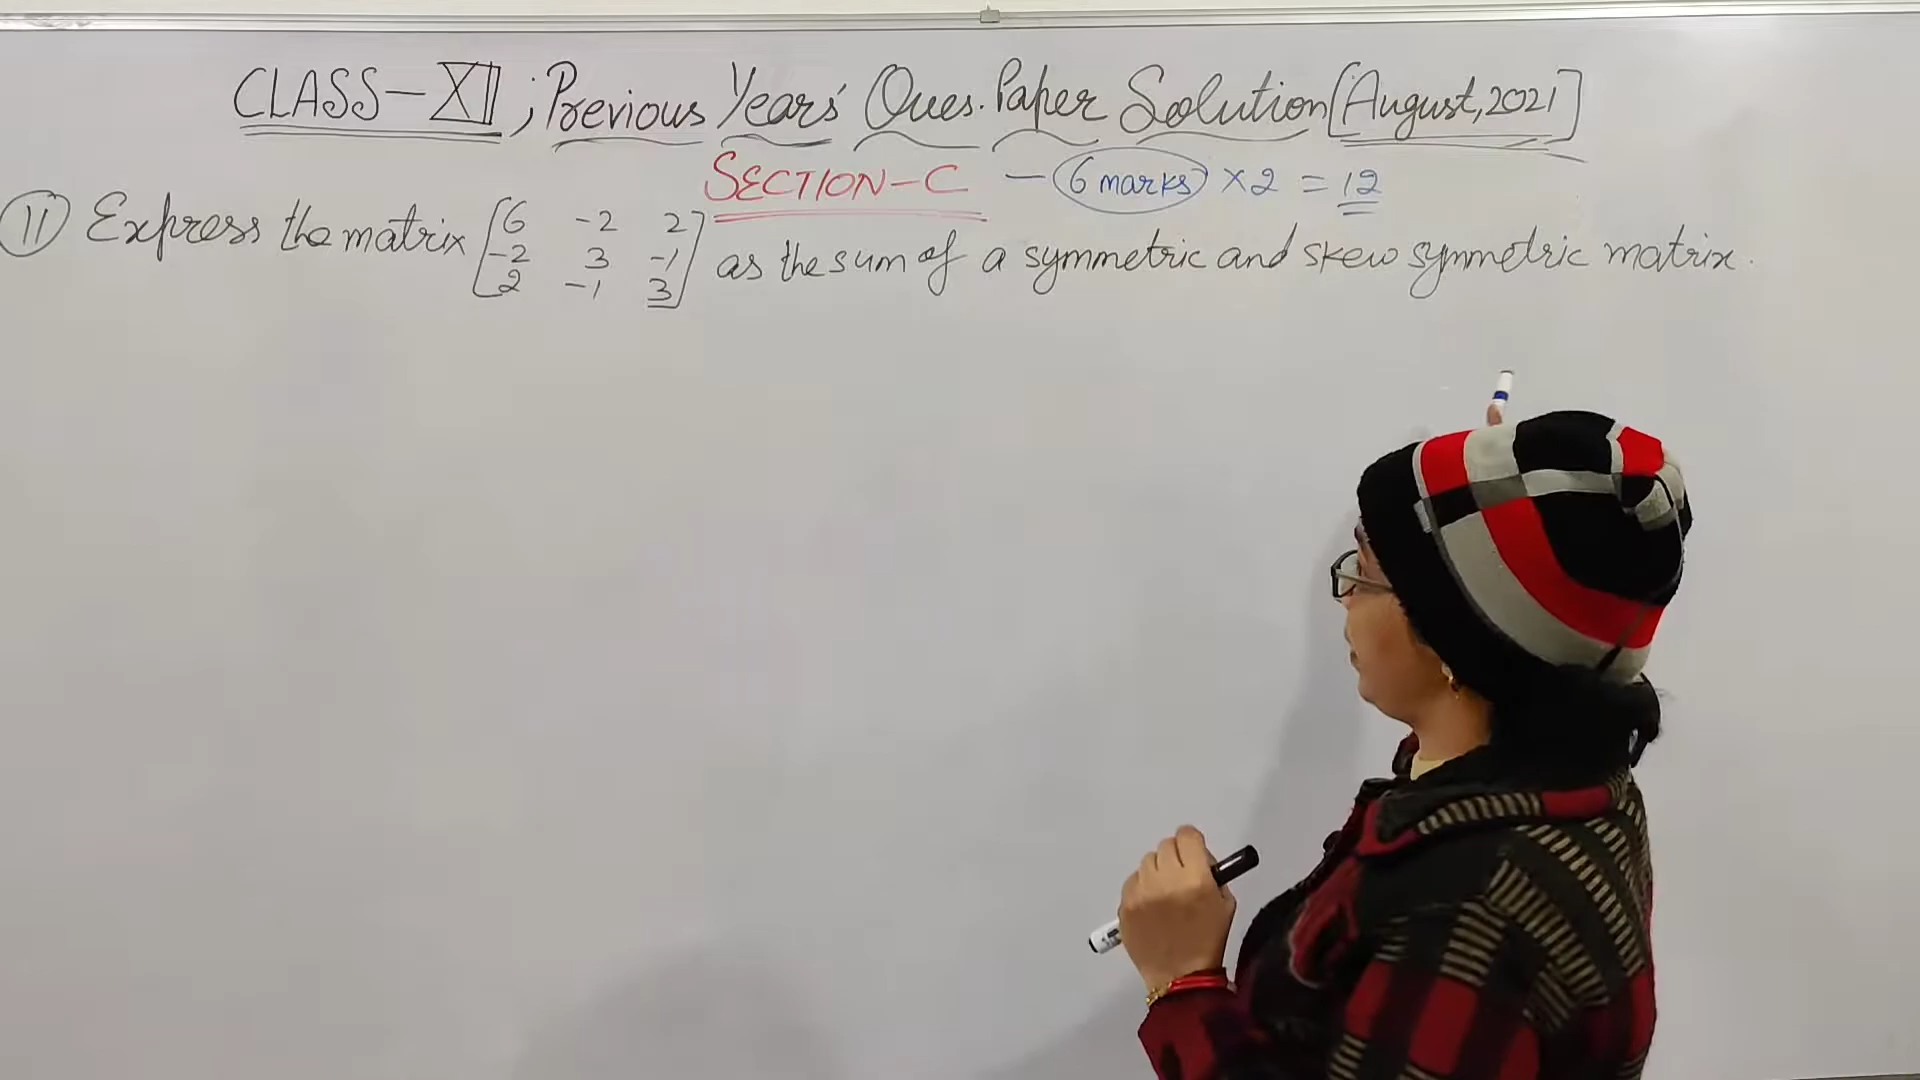 CLASS-XII; Previous Years' Ques. Paper Solution [August, 2021]
SECTION-C - 6 marks × 2 = 12
11 Express the matrix [6 -2 2 as the sum of a symmetric and skew symmetric matrix.
-2 3 -1
2 -1 3]